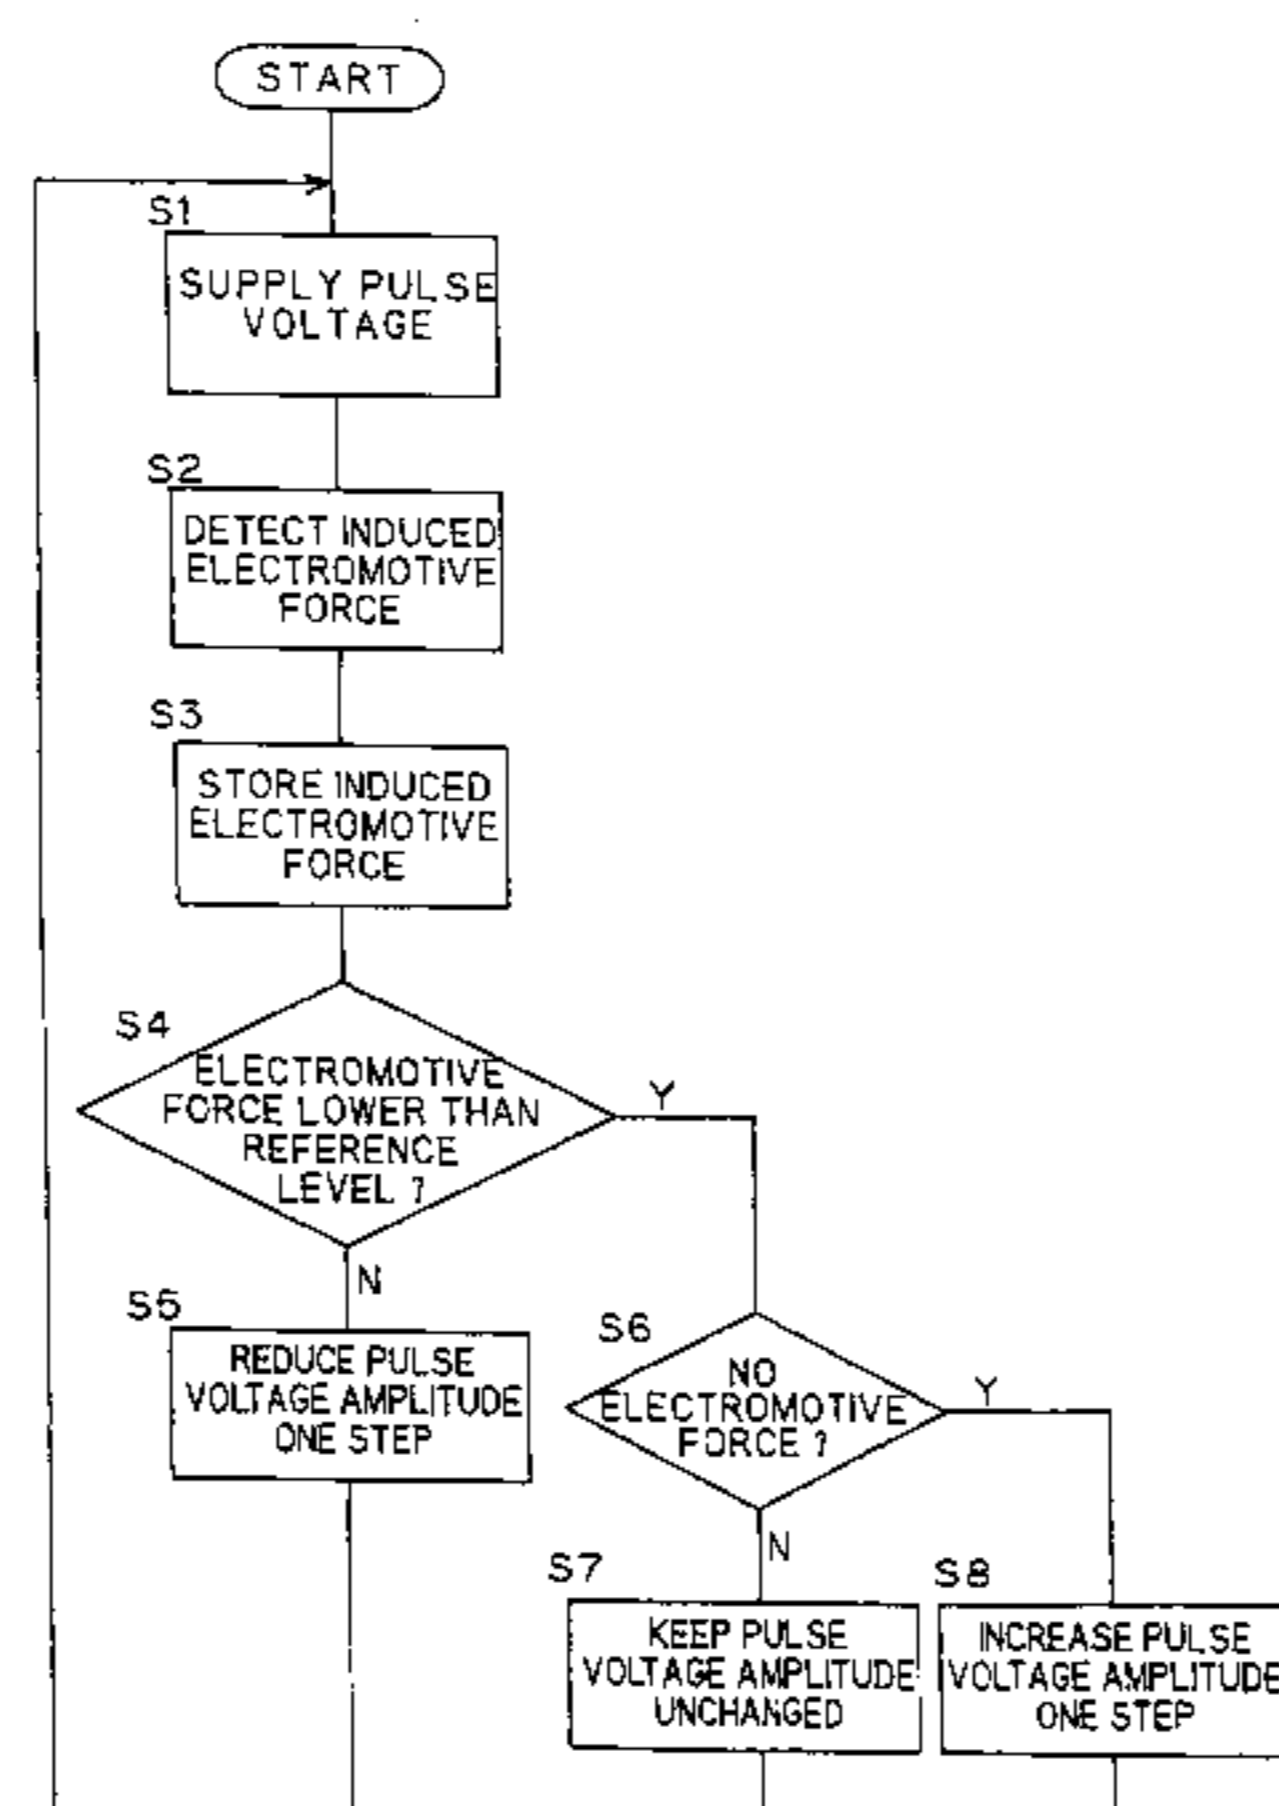 START
S1
SUPPLY PULSE
VOLTAGE
S2
DETECT INDUCED
ELECTROMOTIVE
FORCE
S3
STORE INDUCED
ELECTROMOTIVE
FORCE
S4
ELECTROMOTIVE
FORCE LOWER THAN
REFERENCE
LEVEL ?
Y
N
S5
REDUCE PULSE
VOLTAGE AMPLITUDE
ONE STEP
S6
NO
ELECTROMOTIVE
FORCE ?
Y
N
S7
KEEP PULSE
VOLTAGE AMPLITUDE
UNCHANGED
S8
INCREASE PULSE
VOLTAGE AMPLITUDE
ONE STEP